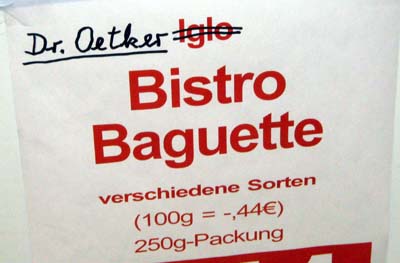 Dr. Oetker Iglo
Bistro
Baguette
verschiedene Sorten
(100g = -,44€)
250g-Packung